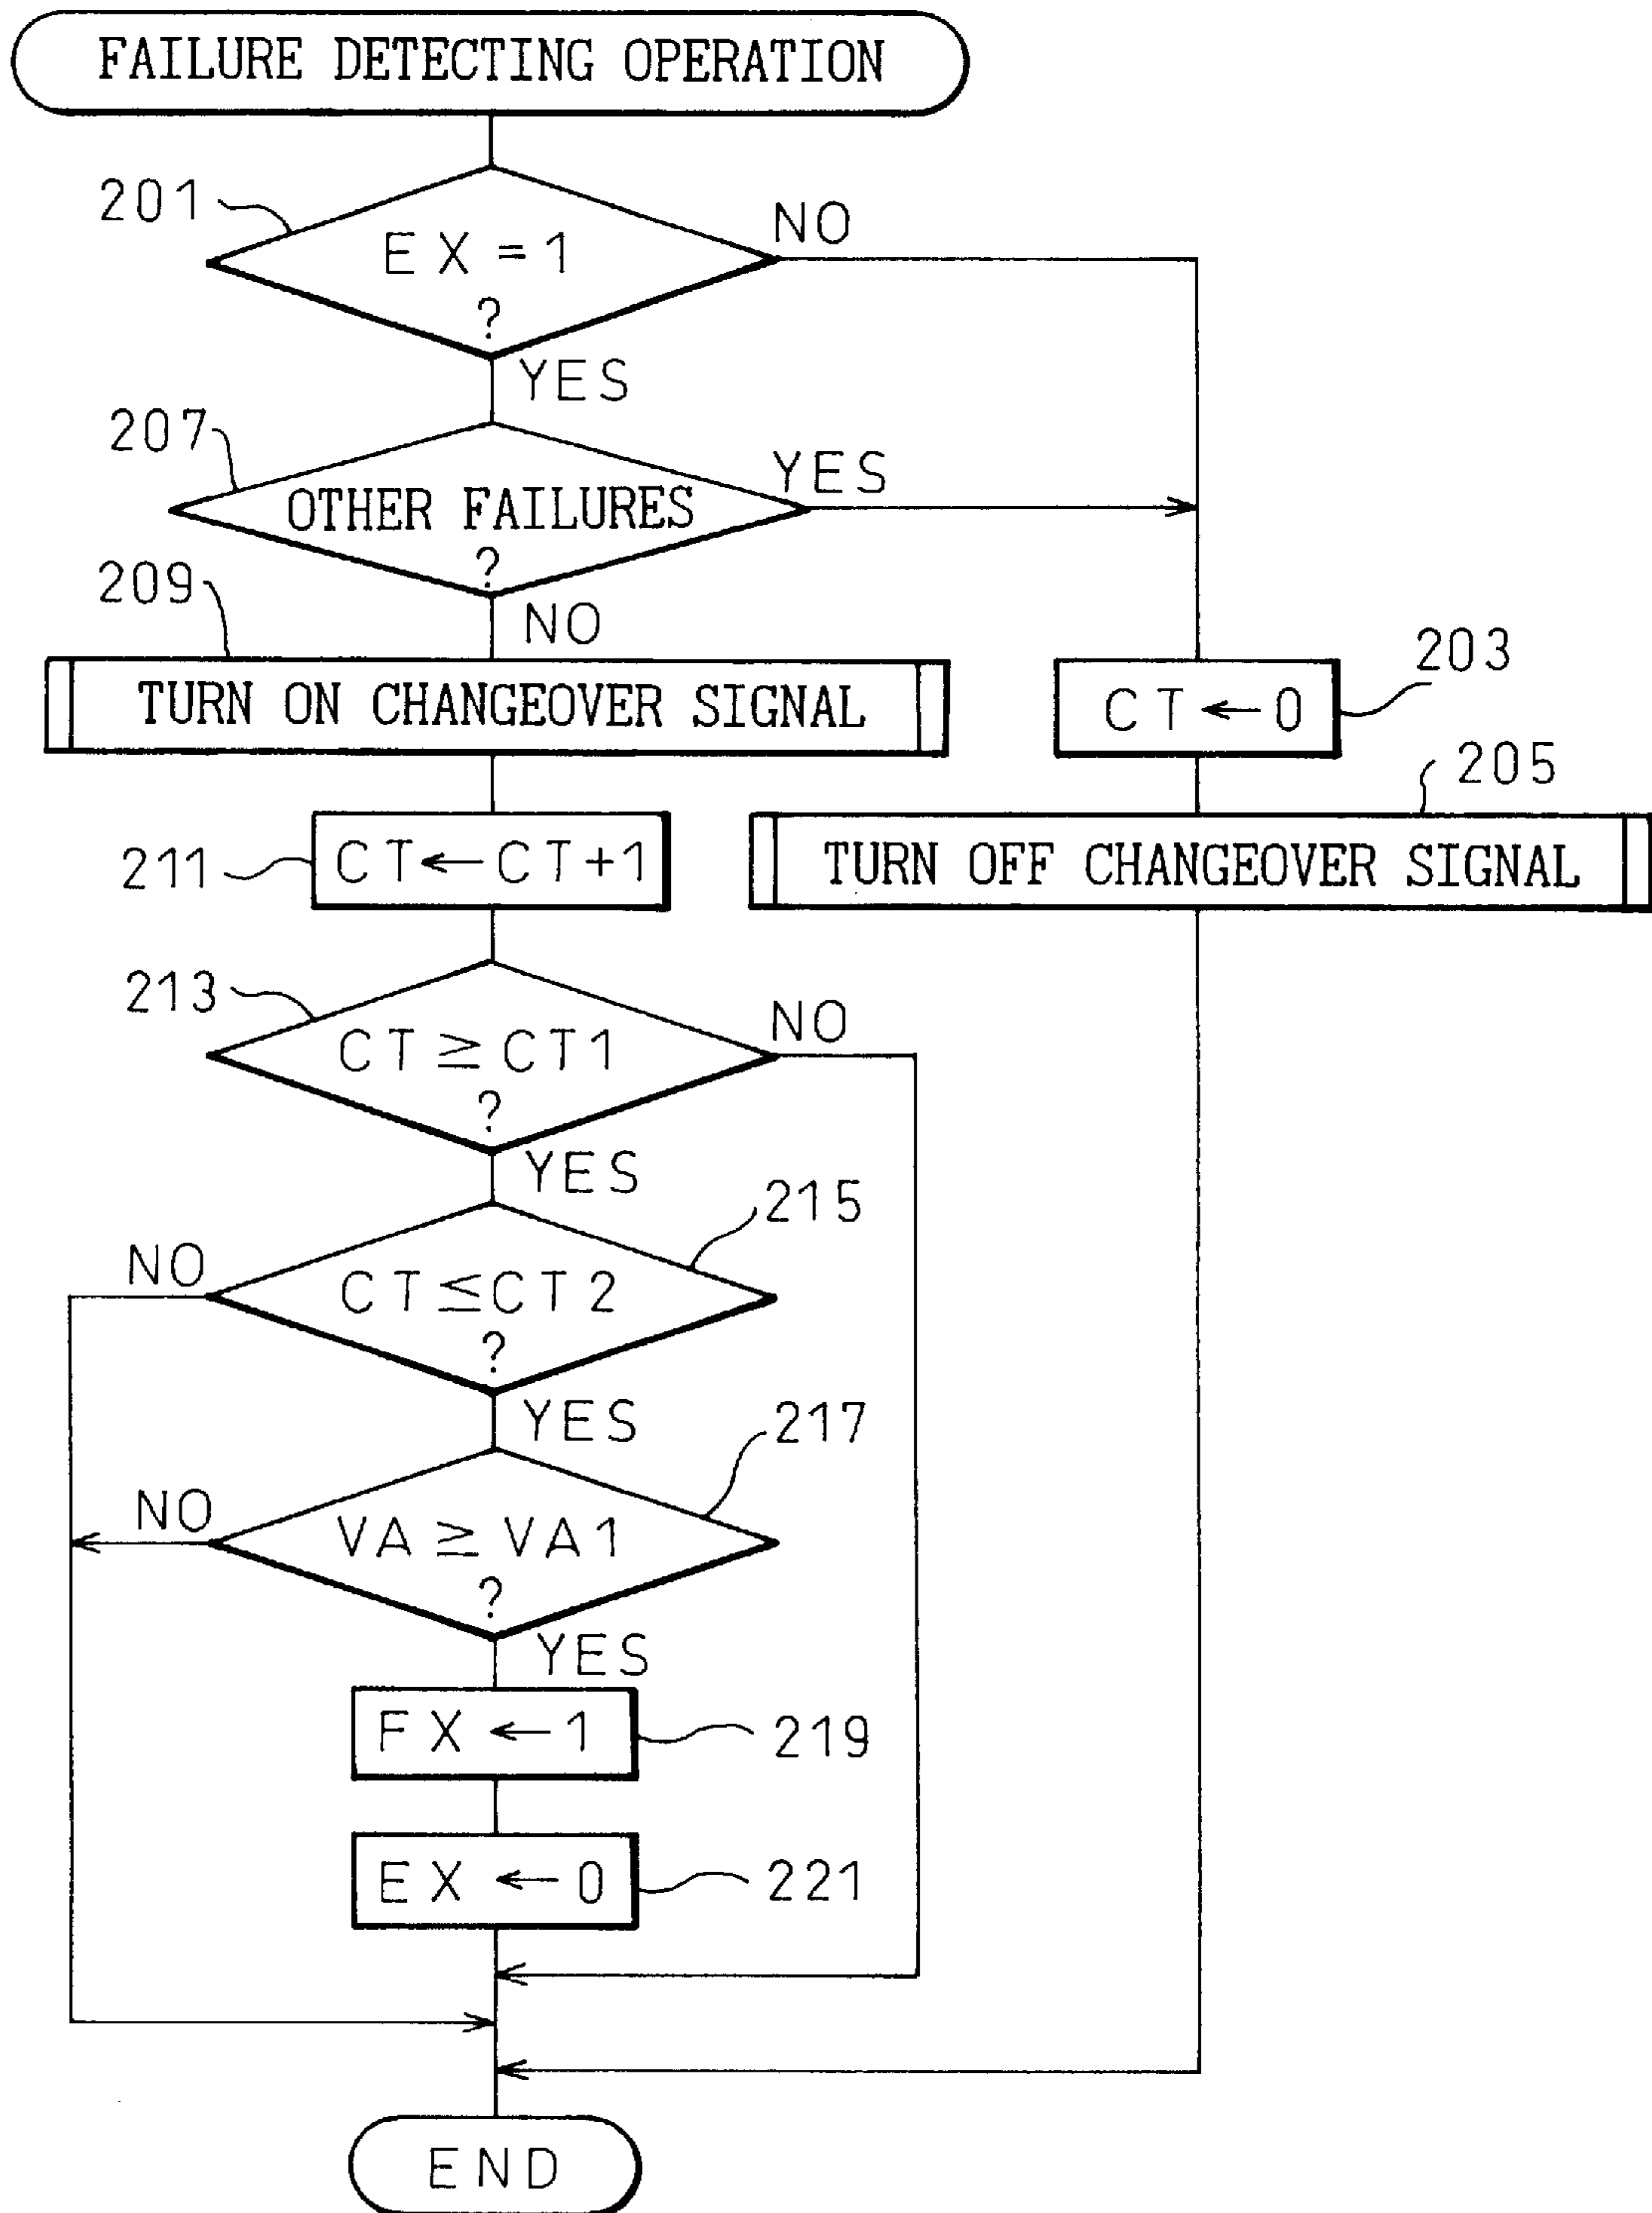 FAILURE DETECTING OPERATION
201
EX=1
?
NO
YES
207
OTHER FAILURES
?
YES
NO
209
TURN ON CHANGEOVER SIGNAL
203
CT←0
205
TURN OFF CHANGEOVER SIGNAL
211
CT←CT+1
213
CT≧CT1
?
NO
YES
215
CT≦CT2
?
NO
YES
217
VA≧VA1
?
NO
YES
FX←1
219
EX←0
221
END